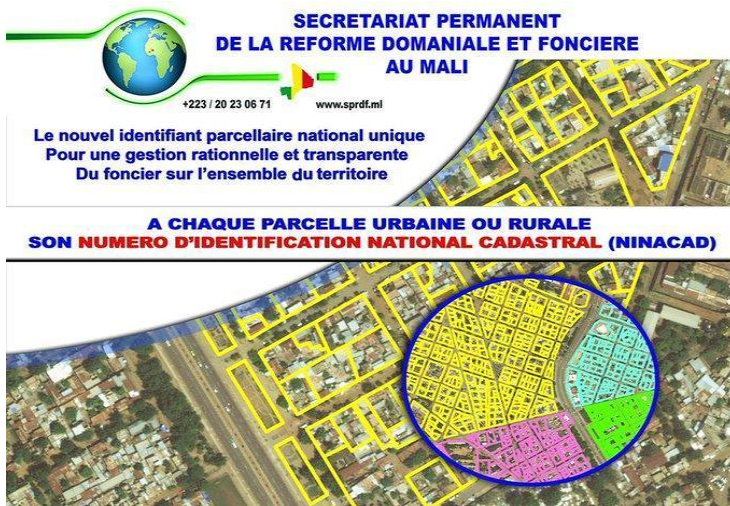 SECRETARIAT PERMANENT
DE LA REFORME DOMANIALE ET FONCIERE
AU MALI
+223 / 20 23 06 71 www.sprdf.ml
Le nouvel identifiant parcellaire national unique
Pour une gestion rationnelle et transparente
Du foncier sur l'ensemble du territoire
A CHAQUE PARCELLE URBAINE OU RURALE
SON NUMERO D'IDENTIFICATION NATIONAL CADASTRAL (NINACAD)